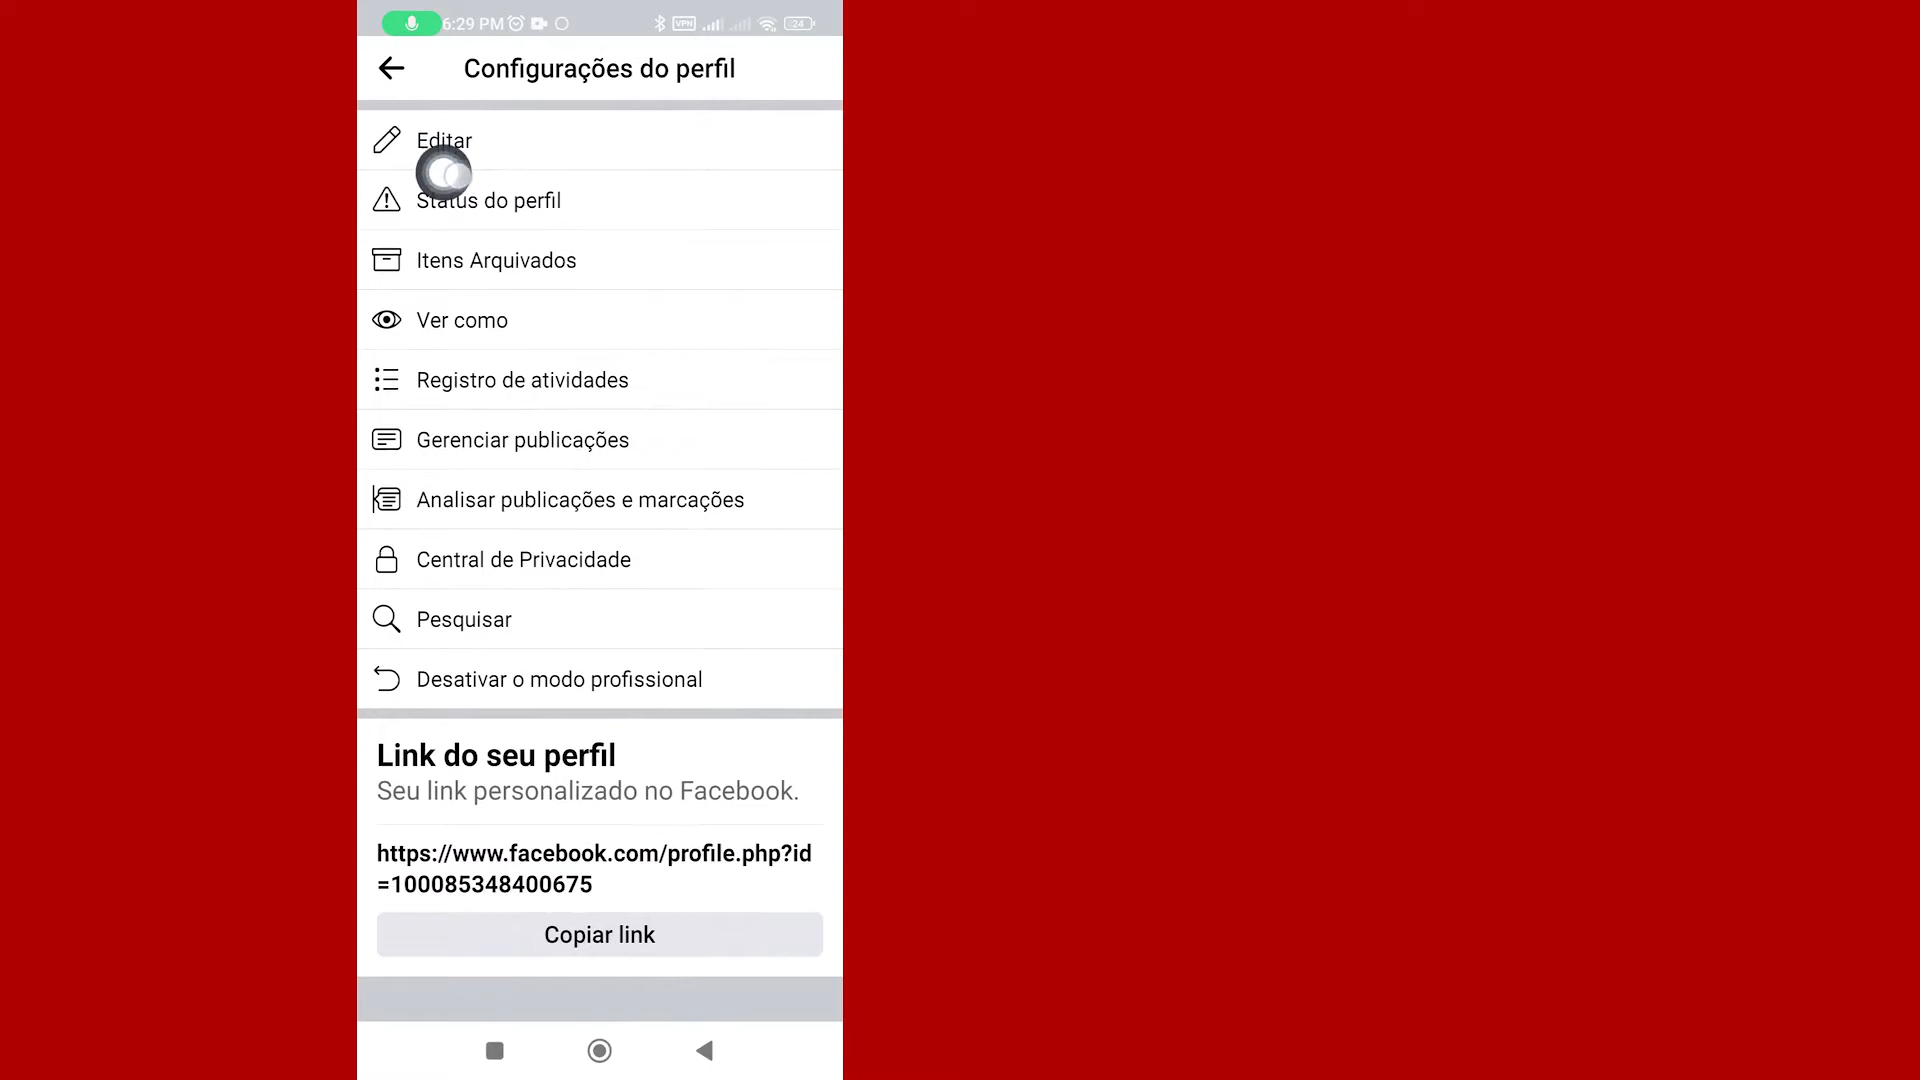 6:29 PM
VPN
24
Configurações do perfil
Editar
Status do perfil
Itens Arquivados
Ver como
Registro de atividades
Gerenciar publicações
Analisar publicações e marcações
Central de Privacidade
Pesquisar
Desativar o modo profissional
Link do seu perfil
Seu link personalizado no Facebook.
https://www.facebook.com/profile.php?id
=100085348400675
Copiar link